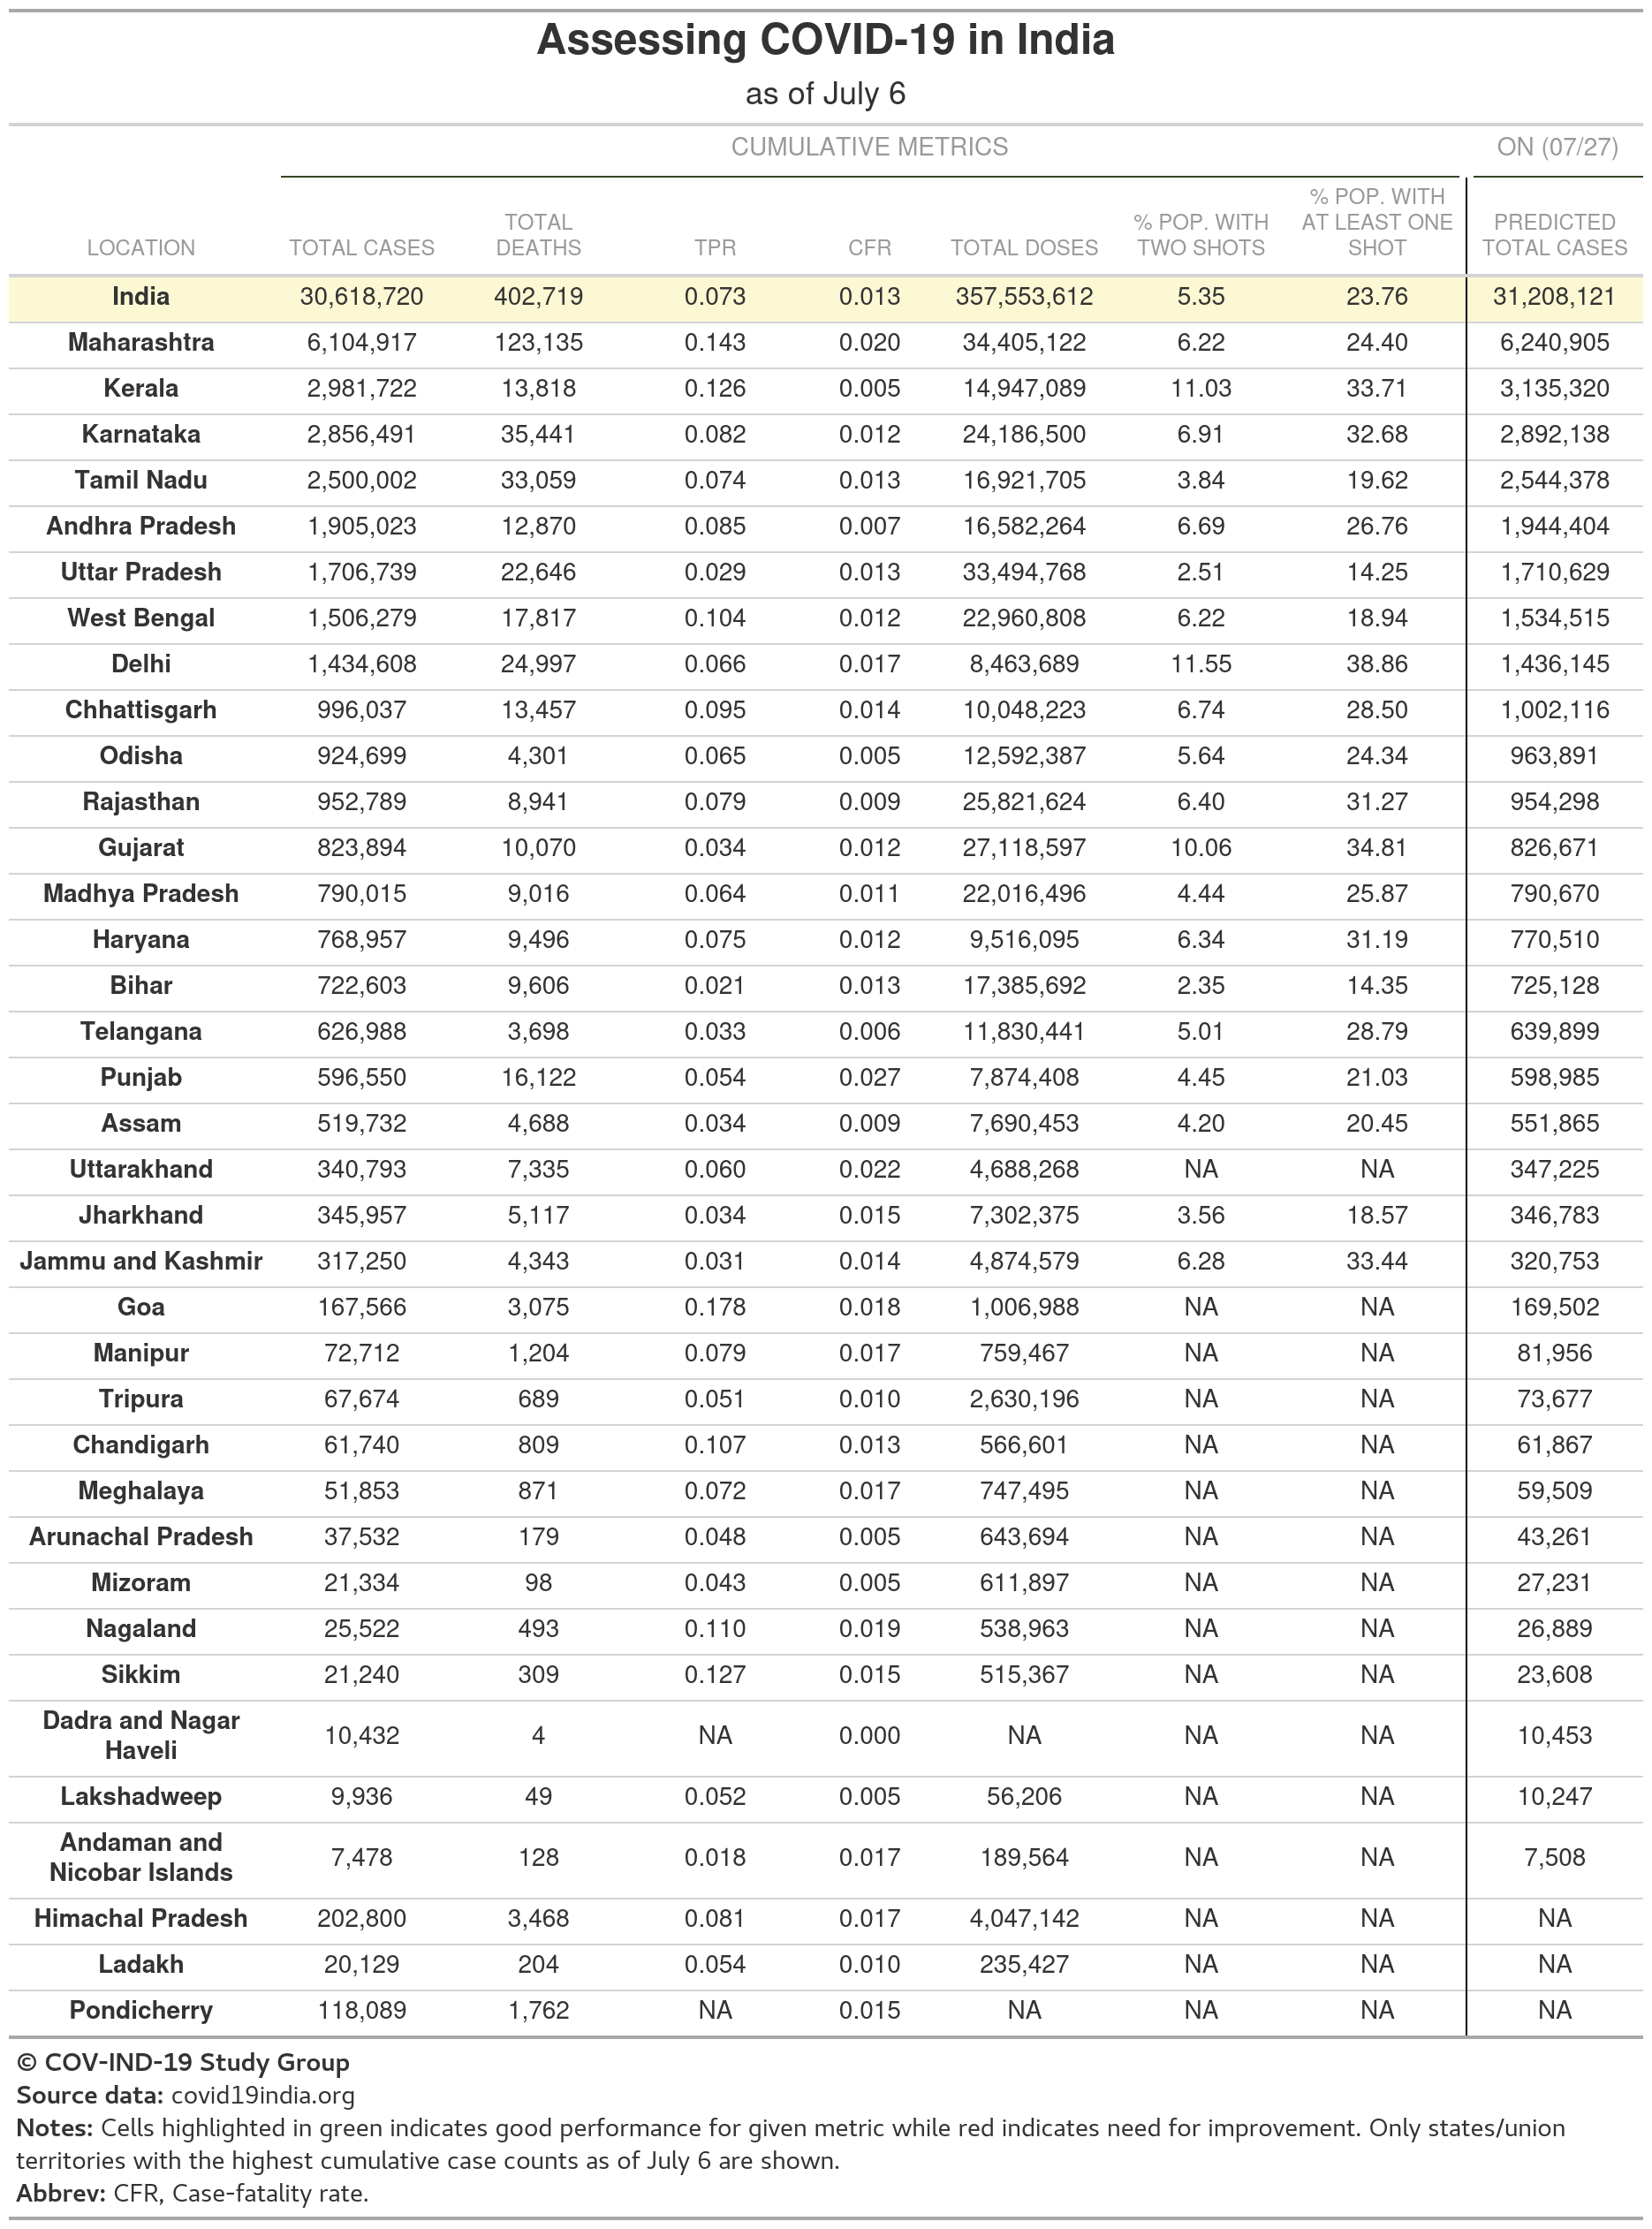 Assessing COVID-19 in India
as of July 6
CUMULATIVE METRICS ON (07/27)
LOCATION TOTAL CASES TOTAL DEATHS TPR CFR TOTAL DOSES % POP. WITH TWO SHOTS % POP. WITH AT LEAST ONE SHOT PREDICTED TOTAL CASES
India 30,618,720 402,719 0.073 0.013 357,553,612 5.35 23.76 31,208,121
Maharashtra 6,104,917 123,135 0.143 0.020 34,405,122 6.22 24.40 6,240,905
Kerala 2,981,722 13,818 0.126 0.005 14,947,089 11.03 33.71 3,135,320
Karnataka 2,856,491 35,441 0.082 0.012 24,186,500 6.91 32.68 2,892,138
Tamil Nadu 2,500,002 33,059 0.074 0.013 16,921,705 3.84 19.62 2,544,378
Andhra Pradesh 1,905,023 12,870 0.085 0.007 16,582,264 6.69 26.76 1,944,404
Uttar Pradesh 1,706,739 22,646 0.029 0.013 33,494,768 2.51 14.25 1,710,629
West Bengal 1,506,279 17,817 0.104 0.012 22,960,808 6.22 18.94 1,534,515
Delhi 1,434,608 24,997 0.066 0.017 8,463,689 11.55 38.86 1,436,145
Chhattisgarh 996,037 13,457 0.095 0.014 10,048,223 6.74 28.50 1,002,116
Odisha 924,699 4,301 0.065 0.005 12,592,387 5.64 24.34 963,891
Rajasthan 952,789 8,941 0.079 0.009 25,821,624 6.40 31.27 954,298
Gujarat 823,894 10,070 0.034 0.012 27,118,597 10.06 34.81 826,671
Madhya Pradesh 790,015 9,016 0.064 0.011 22,016,496 4.44 25.87 790,670
Haryana 768,957 9,496 0.075 0.012 9,516,095 6.34 31.19 770,510
Bihar 722,603 9,606 0.021 0.013 17,385,692 2.35 14.35 725,128
Telangana 626,988 3,698 0.033 0.006 11,830,441 5.01 28.79 639,899
Punjab 596,550 16,122 0.054 0.027 7,874,408 4.45 21.03 598,985
Assam 519,732 4,688 0.034 0.009 7,690,453 4.20 20.45 551,865
Uttarakhand 340,793 7,335 0.060 0.022 4,688,268 NA NA 347,225
Jharkhand 345,957 5,117 0.034 0.015 7,302,375 3.56 18.57 346,783
Jammu and Kashmir 317,250 4,343 0.031 0.014 4,874,579 6.28 33.44 320,753
Goa 167,566 3,075 0.178 0.018 1,006,988 NA NA 169,502
Manipur 72,712 1,204 0.079 0.017 759,467 NA NA 81,956
Tripura 67,674 689 0.051 0.010 2,630,196 NA NA 73,677
Chandigarh 61,740 809 0.107 0.013 566,601 NA NA 61,867
Meghalaya 51,853 871 0.072 0.017 747,495 NA NA 59,509
Arunachal Pradesh 37,532 179 0.048 0.005 643,694 NA NA 43,261
Mizoram 21,334 98 0.043 0.005 611,897 NA NA 27,231
Nagaland 25,522 493 0.110 0.019 538,963 NA NA 26,889
Sikkim 21,240 309 0.127 0.015 515,367 NA NA 23,608
Dadra and Nagar Haveli 10,432 4 NA 0.000 NA NA NA 10,453
Lakshadweep 9,936 49 0.052 0.005 56,206 NA NA 10,247
Andaman and Nicobar Islands 7,478 128 0.018 0.017 189,564 NA NA 7,508
Himachal Pradesh 202,800 3,468 0.081 0.017 4,047,142 NA NA NA
Ladakh 20,129 204 0.054 0.010 235,427 NA NA NA
Pondicherry 118,089 1,762 NA 0.015 NA NA NA NA
© COV-IND-19 Study Group
Source data: covid19india.org
Notes: Cells highlighted in green indicates good performance for given metric while red indicates need for improvement. Only states/union
territories with the highest cumulative case counts as of July 6 are shown.
Abbrev: CFR, Case-fatality rate.